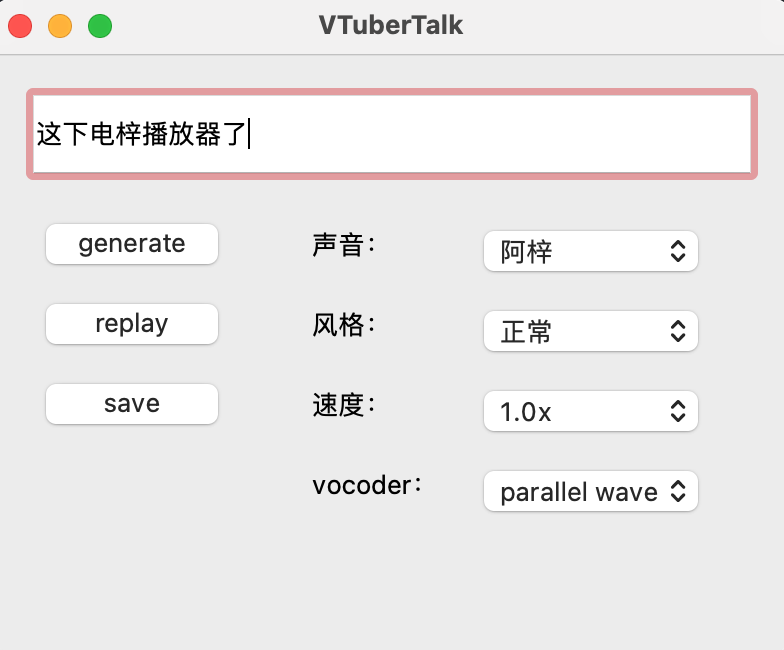 VTuberTalk
这下电梓播放器了
generate
声音：
阿梓
replay
风格：
正常
save
速度：
1.0x
vocoder：
parallel wave